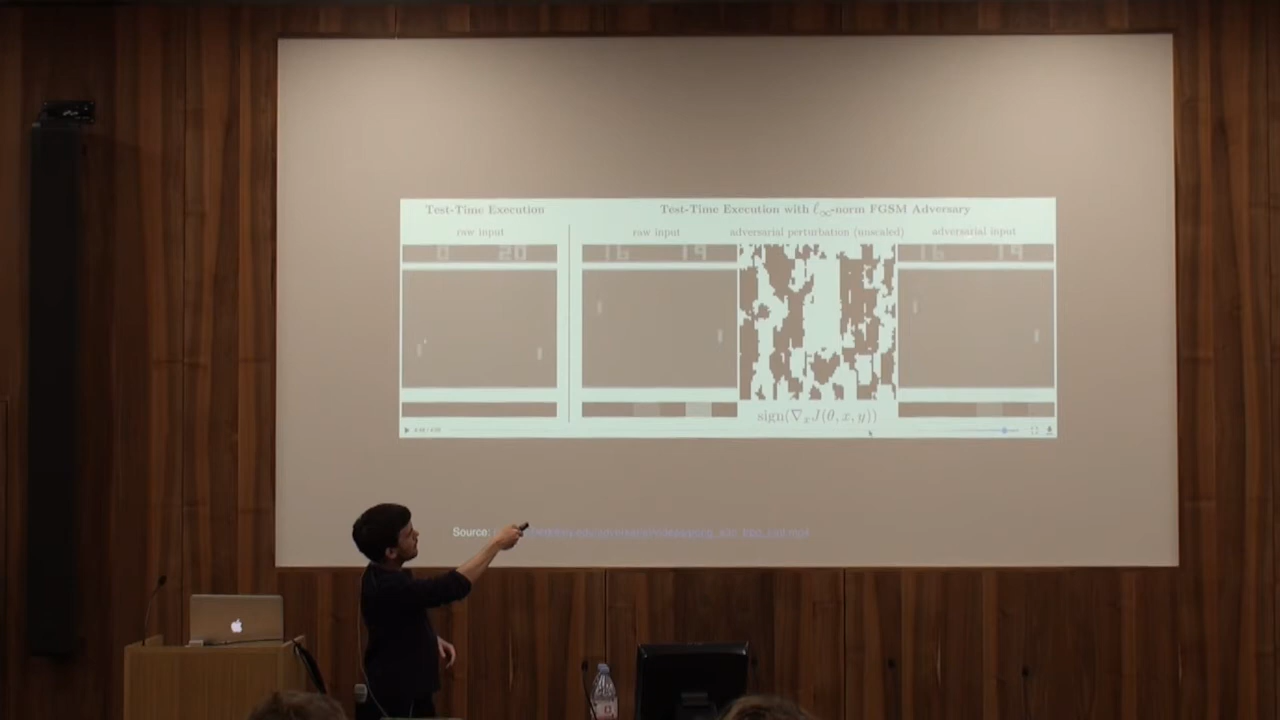 Test-Time Execution
Test-Time Execution with ℓ∞-norm FGSM Adversary
raw input
raw input
adversarial perturbation (unscaled)
adversarial input
0 20
16 19
16 19
sign(∇ₓJ(θ, x, y))
Source: